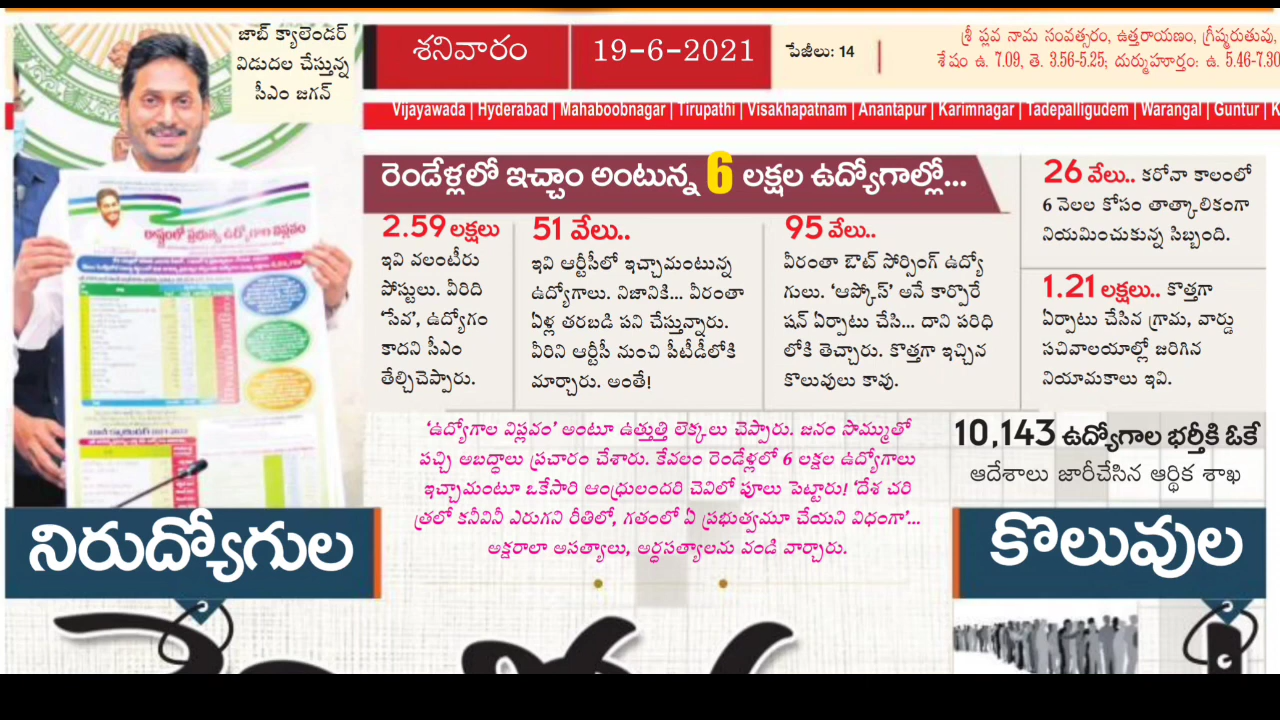 జాబ్ క్యాలెండర్
విడుదల చేస్తున్న
సీఎం జగన్
శనివారం
19-6-2021
పేజీలు: 14
శ్రీ ప్లవ నామ సంవత్సరం, ఉత్తరాయణం, గ్రీష్మరుతువు,
శేషం ఉ. 7.09, తె. 3.56-5.25; దుర్ముహూర్తం: ఉ. 5.46-7.30
Vijayawada | Hyderabad | Mahaboobnagar | Tirupathi | Visakhapatnam | Anantapur | Karimnagar | Tadepalligudem | Warangal | Guntur | K
రెండేళ్లలో ఇచ్చాం అంటున్న 6 లక్షల ఉద్యోగాల్లో...
2.59 లక్షలు
ఇవి వలంటీరు
పోస్టులు. వీరిది
‘సేవ’, ఉద్యోగం
కాదని సీఎం
తేల్చిచెప్పారు.
51 వేలు..
ఇవి ఆర్టీసీలో ఇచ్చామంటున్న
ఉద్యోగాలు. నిజానికి... వీరంతా
ఏళ్ల తరబడి పని చేస్తున్నారు.
వీరిని ఆర్టీసీ నుంచి పీటీడీలోకి
మార్చారు. అంతే!
95 వేలు..
వీరంతా ఔట్ సోర్సింగ్ ఉద్యో
గులు. ‘ఆప్కోస్’ అనే కార్పొరే
షన్ ఏర్పాటు చేసి... దాని పరిధి
లోకి తెచ్చారు. కొత్తగా ఇచ్చిన
కొలువులు కావు.
26 వేలు.. కరోనా కాలంలో
6 నెలల కోసం తాత్కాలికంగా
నియమించుకున్న సిబ్బంది.
1.21 లక్షలు.. కొత్తగా
ఏర్పాటు చేసిన గ్రామ, వార్డు
సచివాలయాల్లో జరిగిన
నియామకాలు ఇవి.
రాష్ట్రంలో ప్రభుత్వ ఉద్యోగాల విప్లవం
‘ఉద్యోగాల విప్లవం’ అంటూ ఉత్తుత్తి లెక్కలు చెప్పారు. జనం సొమ్ముతో
పచ్చి అబద్ధాలు ప్రచారం చేశారు. కేవలం రెండేళ్లలో 6 లక్షల ఉద్యోగాలు
ఇచ్చామంటూ ఒకేసారి ఆంధ్రులందరి చెవిలో పూలు పెట్టారు! ‘దేశ చరి
త్రలో కనీవినీ ఎరుగని రీతిలో, గతంలో ఏ ప్రభుత్వమూ చేయని విధంగా’...
అక్షరాలా అసత్యాలు, అర్ధసత్యాలను వండి వార్చారు.
10,143 ఉద్యోగాల భర్తీకి ఓకే
ఆదేశాలు జారీచేసిన ఆర్థిక శాఖ
నిరుద్యోగుల
కొలువుల